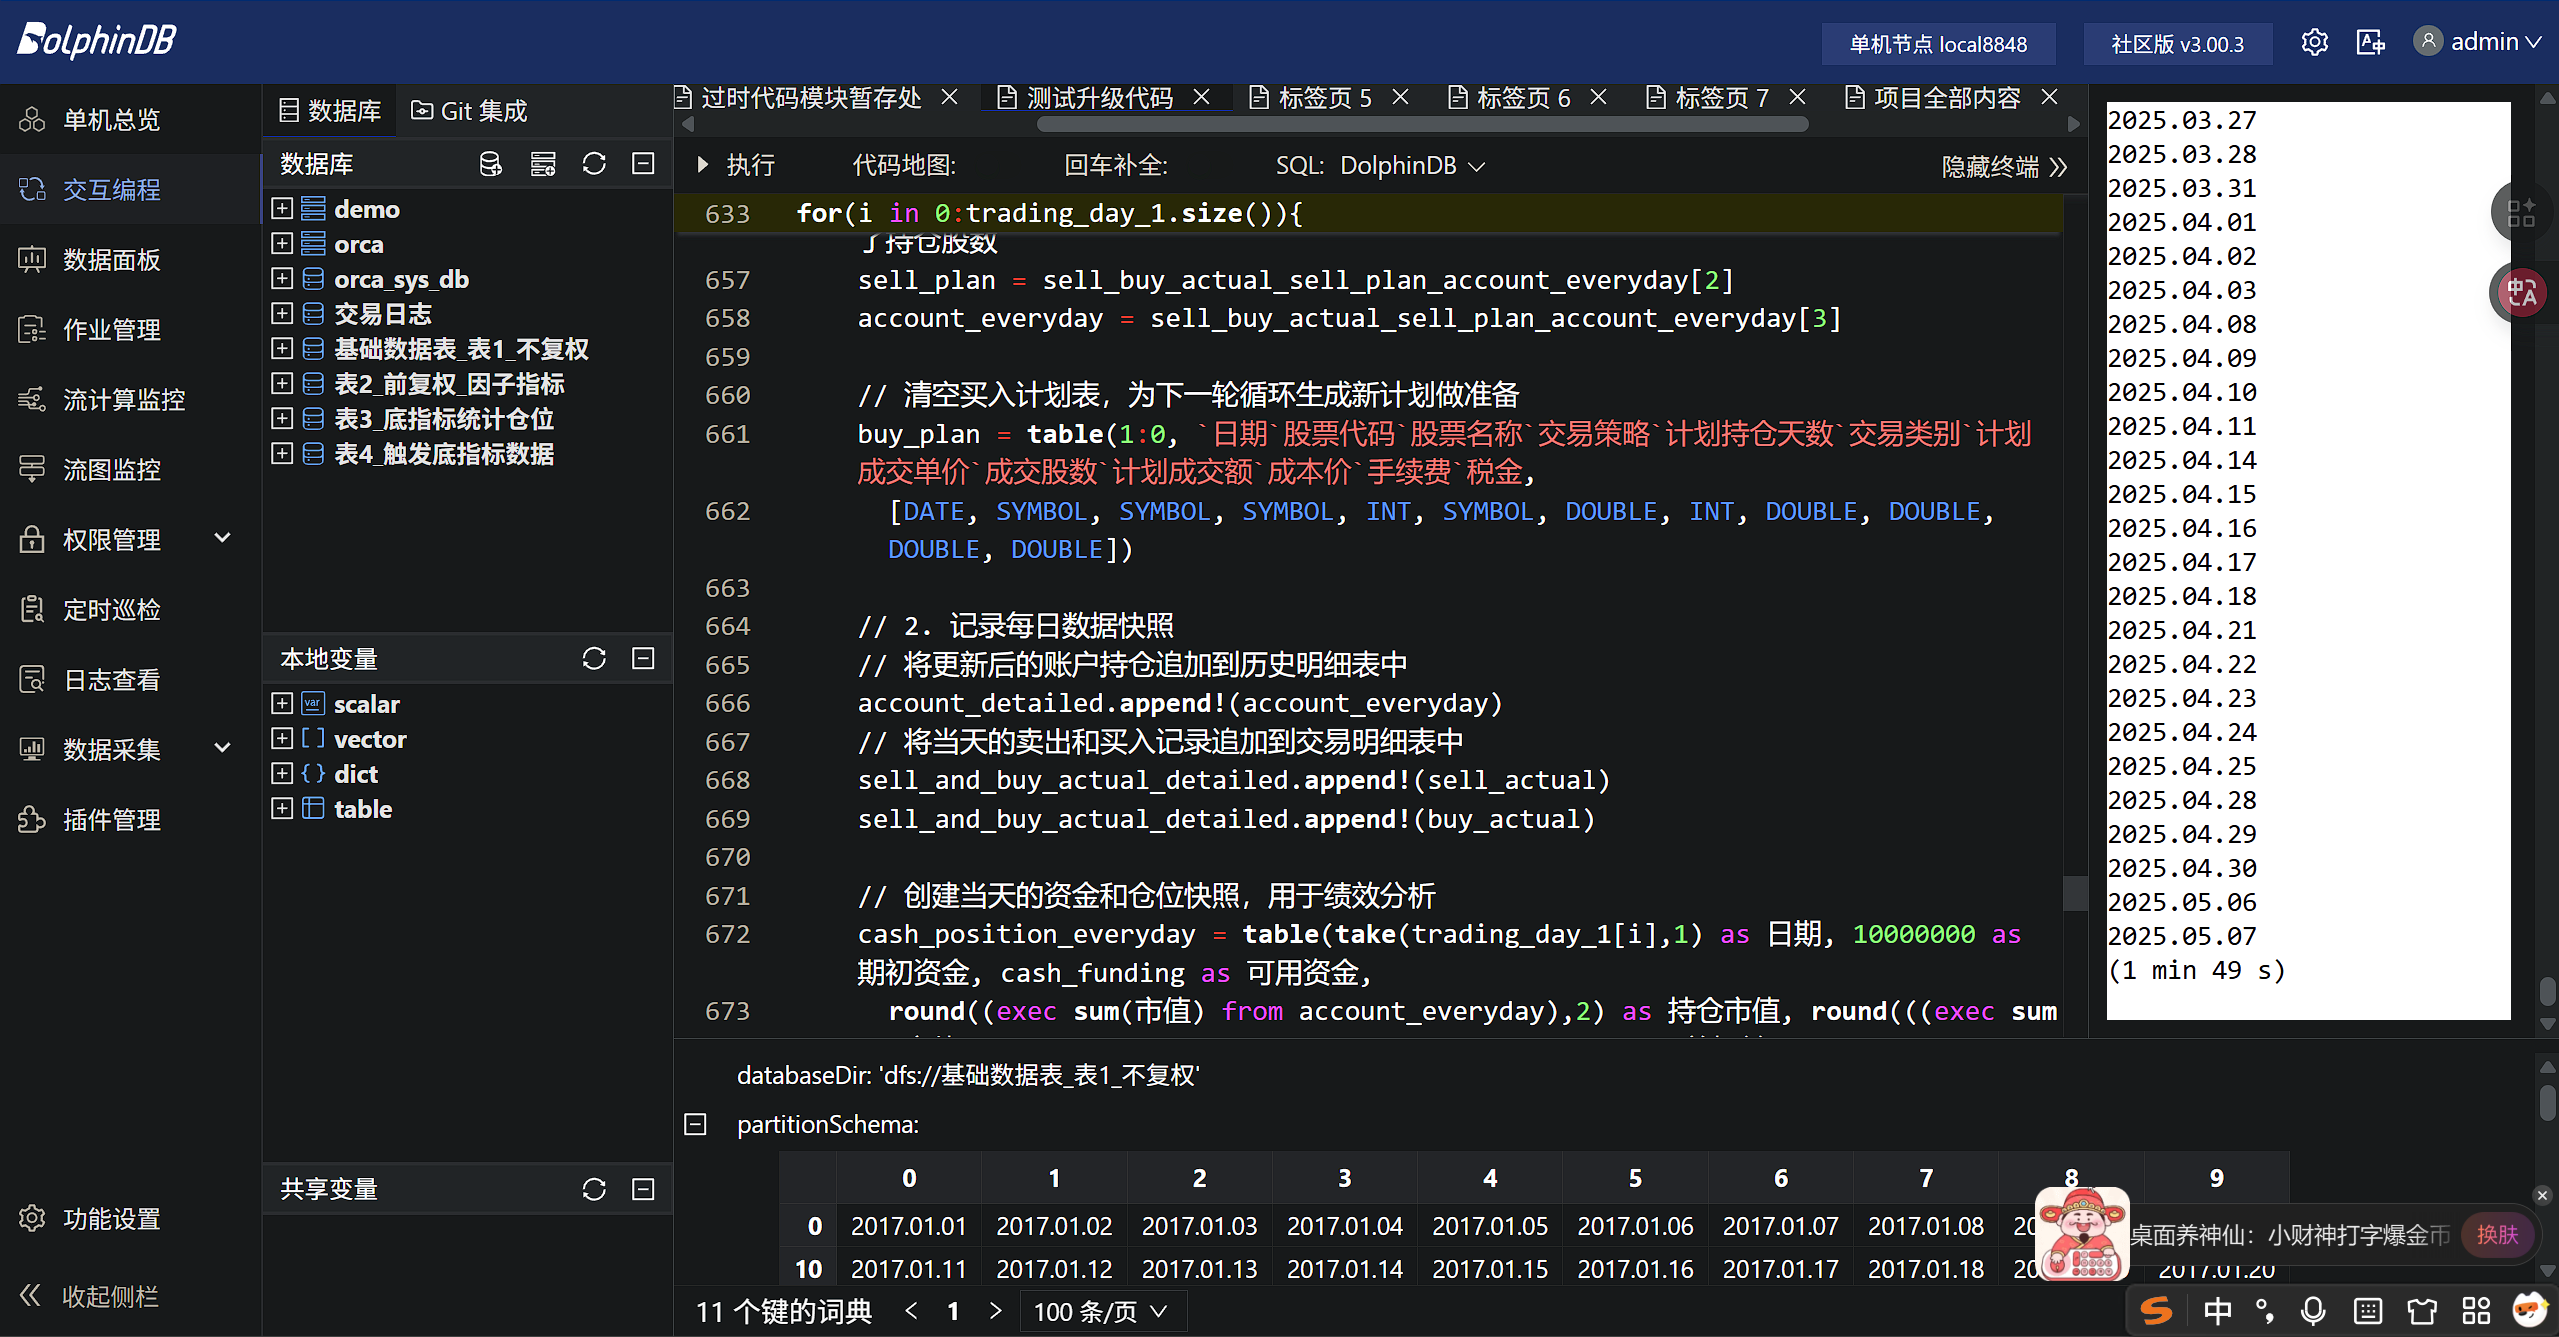 DolphinDB
单机节点 local8848
社区版 v3.00.3
admin
单机总览
交互编程
数据面板
作业管理
流计算监控
流图监控
权限管理
定时巡检
日志查看
数据采集
插件管理
功能设置
收起侧栏
数据库
Git 集成
数据库
demo
orca
orca_sys_db
交易日志
基础数据表_表1_不复权
表2_前复权_因子指标
表3_底指标统计仓位
表4_触发底指标数据
本地变量
scalar
vector
dict
table
共享变量
过时代码模块暂存处
测试升级代码
标签页 5
标签页 6
标签页 7
项目全部内容
执行
代码地图:
回车补全:
SQL: DolphinDB
隐藏终端
633 for(i in 0:trading_day_1.size()){
了持仓股数
657 sell_plan = sell_buy_actual_sell_plan_account_everyday[2]
658 account_everyday = sell_buy_actual_sell_plan_account_everyday[3]
659
660 // 清空买入计划表，为下一轮循环生成新计划做准备
661 buy_plan = table(1:0, `日期`股票代码`股票名称`交易策略`计划持仓天数`交易类别`计划
成交单价`成交股数`计划成交额`成本价`手续费`税金,
662 [DATE, SYMBOL, SYMBOL, SYMBOL, INT, SYMBOL, DOUBLE, INT, DOUBLE, DOUBLE,
DOUBLE, DOUBLE])
663
664 // 2. 记录每日数据快照
665 // 将更新后的账户持仓追加到历史明细表中
666 account_detailed.append!(account_everyday)
667 // 将当天的卖出和买入记录追加到交易明细表中
668 sell_and_buy_actual_detailed.append!(sell_actual)
669 sell_and_buy_actual_detailed.append!(buy_actual)
670
671 // 创建当天的资金和仓位快照，用于绩效分析
672 cash_position_everyday = table(take(trading_day_1[i],1) as 日期, 10000000 as
期初资金, cash_funding as 可用资金,
673 round((exec sum(市值) from account_everyday),2) as 持仓市值, round(((exec sum
2025.03.27
2025.03.28
2025.03.31
2025.04.01
2025.04.02
2025.04.03
2025.04.08
2025.04.09
2025.04.10
2025.04.11
2025.04.14
2025.04.15
2025.04.16
2025.04.17
2025.04.18
2025.04.21
2025.04.22
2025.04.23
2025.04.24
2025.04.25
2025.04.28
2025.04.29
2025.04.30
2025.05.06
2025.05.07
(1 min 49 s)
databaseDir: 'dfs://基础数据表_表1_不复权'
partitionSchema:
0 1 2 3 4 5 6 7 8 9
0 2017.01.01 2017.01.02 2017.01.03 2017.01.04 2017.01.05 2017.01.06 2017.01.07 2017.01.08 20
10 2017.01.11 2017.01.12 2017.01.13 2017.01.14 2017.01.15 2017.01.16 2017.01.17 2017.01.18 20 2017.01.20
11 个键的词典
1
100 条/页
桌面养神仙：小财神打字爆金币
换肤
中